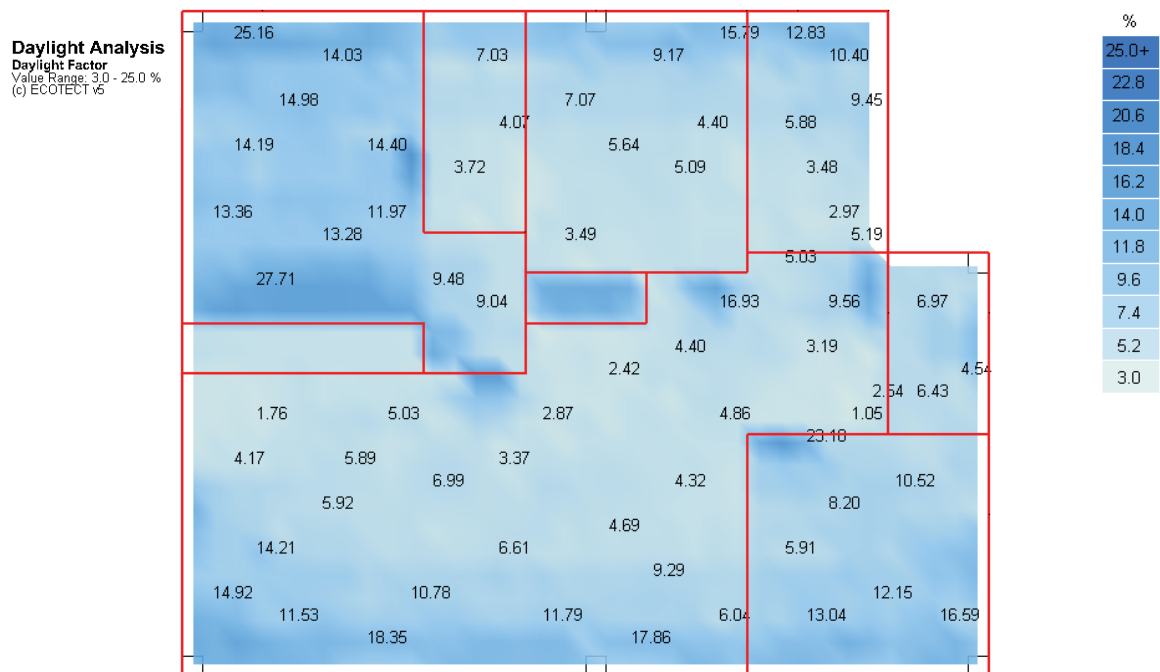 Daylight Analysis
Daylight Factor
Value Range: 3.0 - 25.0 %
(c) ECOTECT v5
25.16 15.79 12.83
14.03 7.03 9.17 10.40
14.98 7.07 9.45
4.07 4.40 5.88
14.19 14.40 5.64
3.72 5.09 3.48
13.36 11.97 2.97
13.28 3.49 5.19
5.03
27.71 9.48
9.04 16.93 9.56 6.97
4.40 3.19
2.42 4.54
2.54 6.43
1.76 5.03 2.87 4.86 1.05
23.18
4.17 5.89 3.37
6.99 4.32 10.52
5.92 8.20
4.69
14.21 6.61 5.91
9.29
14.92 10.78 12.15
11.53 11.79 6.04 13.04 16.59
18.35 17.86
%
25.0+
22.8
20.6
18.4
16.2
14.0
11.8
9.6
7.4
5.2
3.0